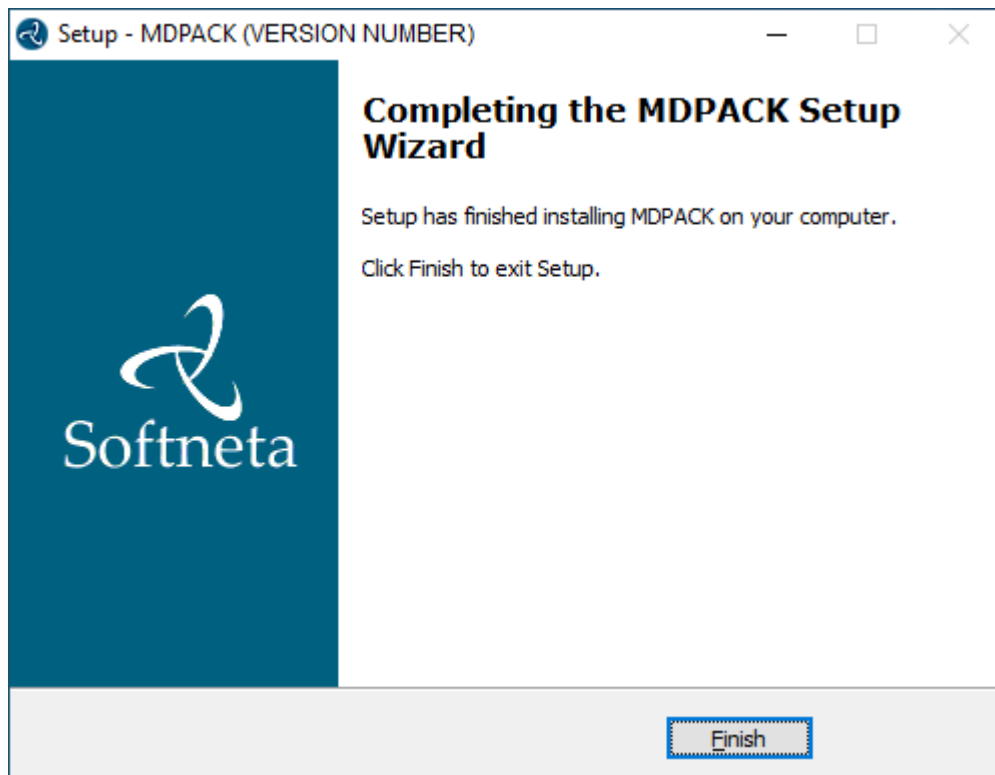 Setup - MDPACK (VERSION NUMBER)
Completing the MDPACK Setup
Wizard
Setup has finished installing MDPACK on your computer.
Click Finish to exit Setup.
Softneta
Finish